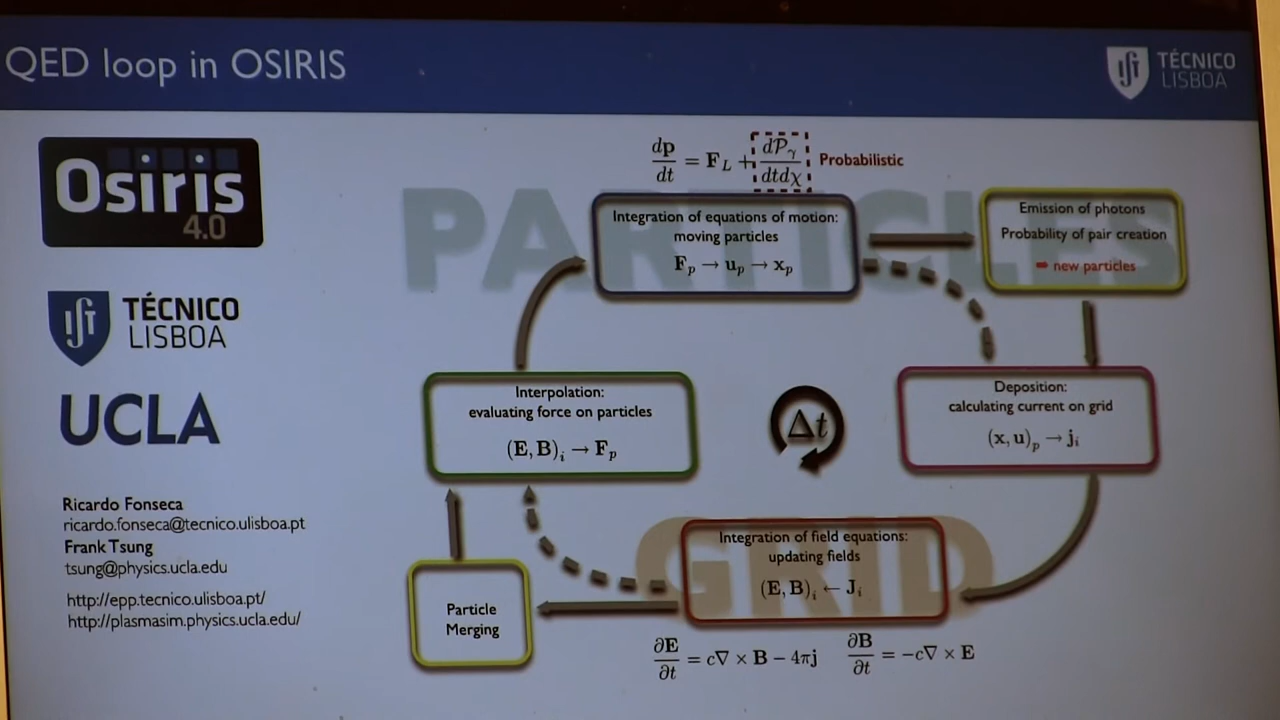 QED loop in OSIRIS
TÉCNICO
LISBOA
Osiris
4.0
TÉCNICO
LISBOA
UCLA
Ricardo Fonseca
ricardo.fonseca@tecnico.ulisboa.pt
Frank Tsung
tsung@physics.ucla.edu
http://epp.tecnico.ulisboa.pt/
http://plasmasim.physics.ucla.edu/
dp/dt = F_L + dP_γ/dtdχ Probabilistic
PARTICLES
Integration of equations of motion:
moving particles
F_p → u_p → x_p
Emission of photons
Probability of pair creation
➡ new particles
Interpolation:
evaluating force on particles
(E,B)_i → F_p
Δt
Deposition:
calculating current on grid
(x,u)_p → j_i
GRID
Integration of field equations:
updating fields
(E,B)_i ← J_i
Particle
Merging
∂E/∂t = c∇ × B − 4πj ∂B/∂t = −c∇ × E